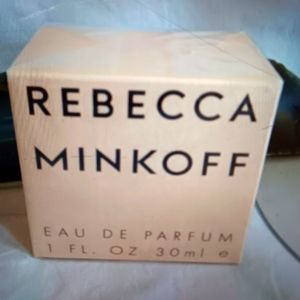 REBECCA
MINKOFF
EAU DE PARFUM
1 FL. OZ 30ml e